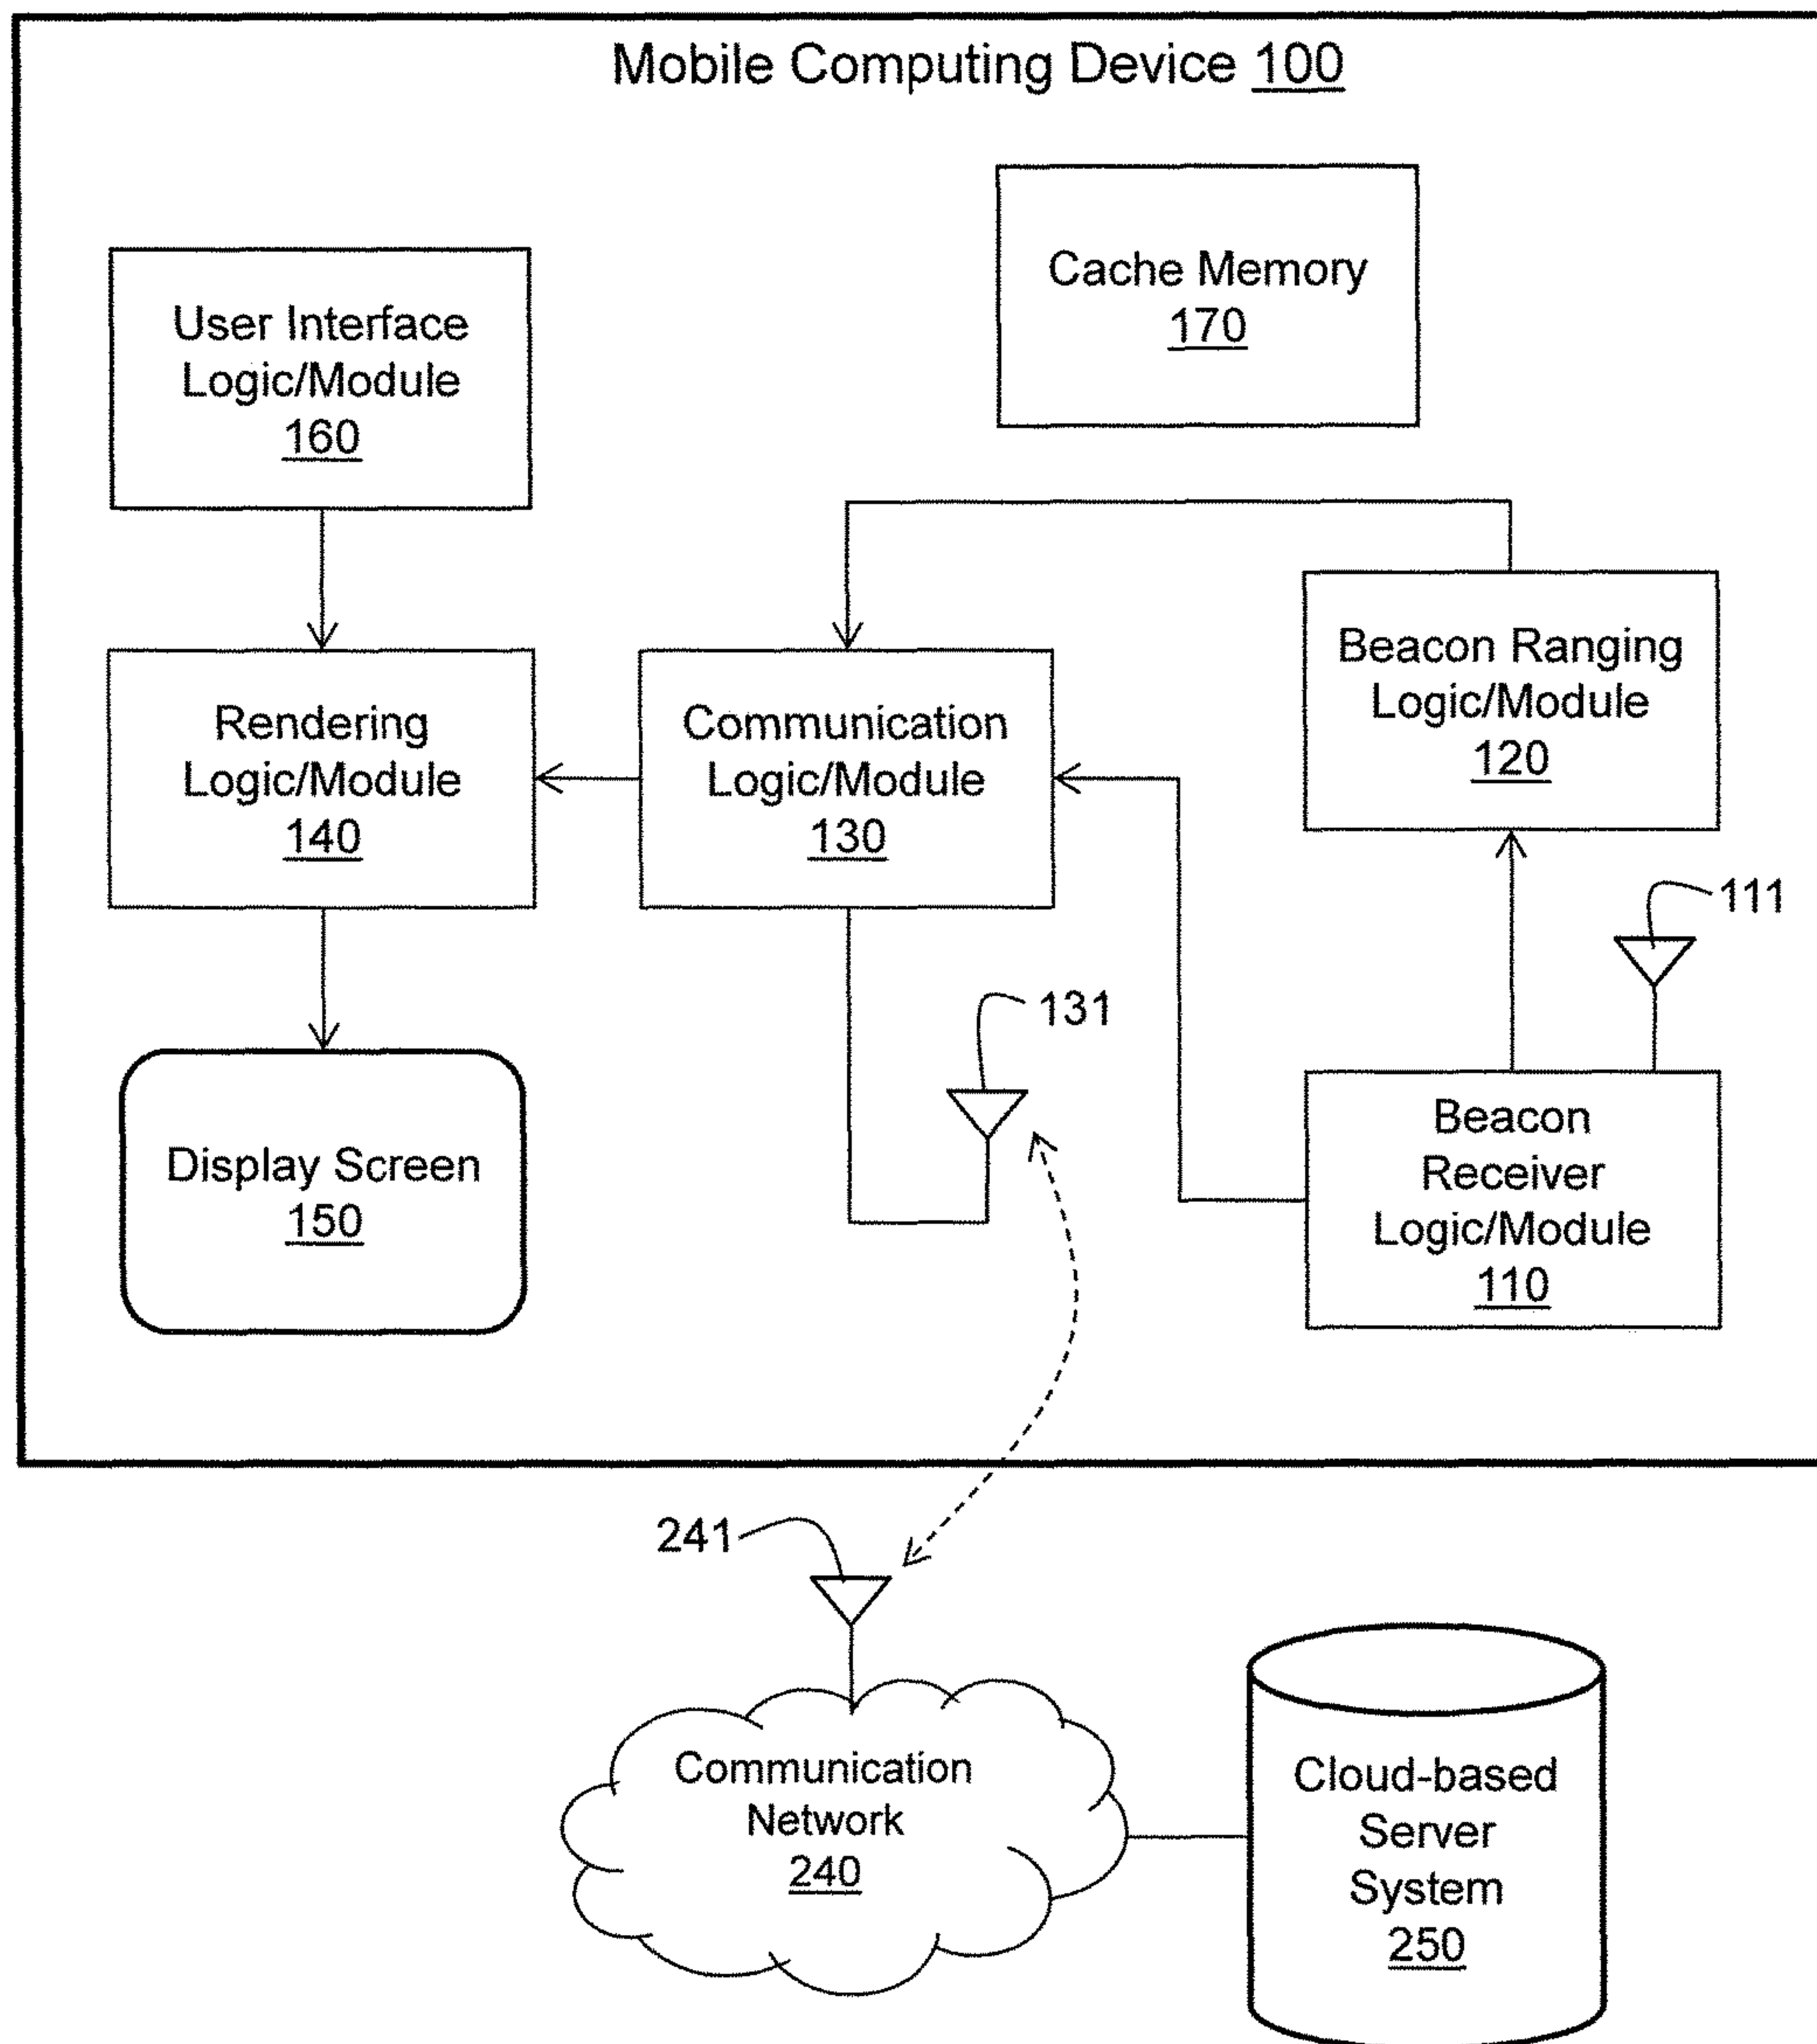 Mobile Computing Device 100
Cache Memory
170
User Interface
Logic/Module
160
Beacon Ranging
Logic/Module
120
Rendering
Logic/Module
140
Communication
Logic/Module
130
111
131
Beacon
Receiver
Logic/Module
110
Display Screen
150
241
Communication
Network
240
Cloud-based
Server
System
250